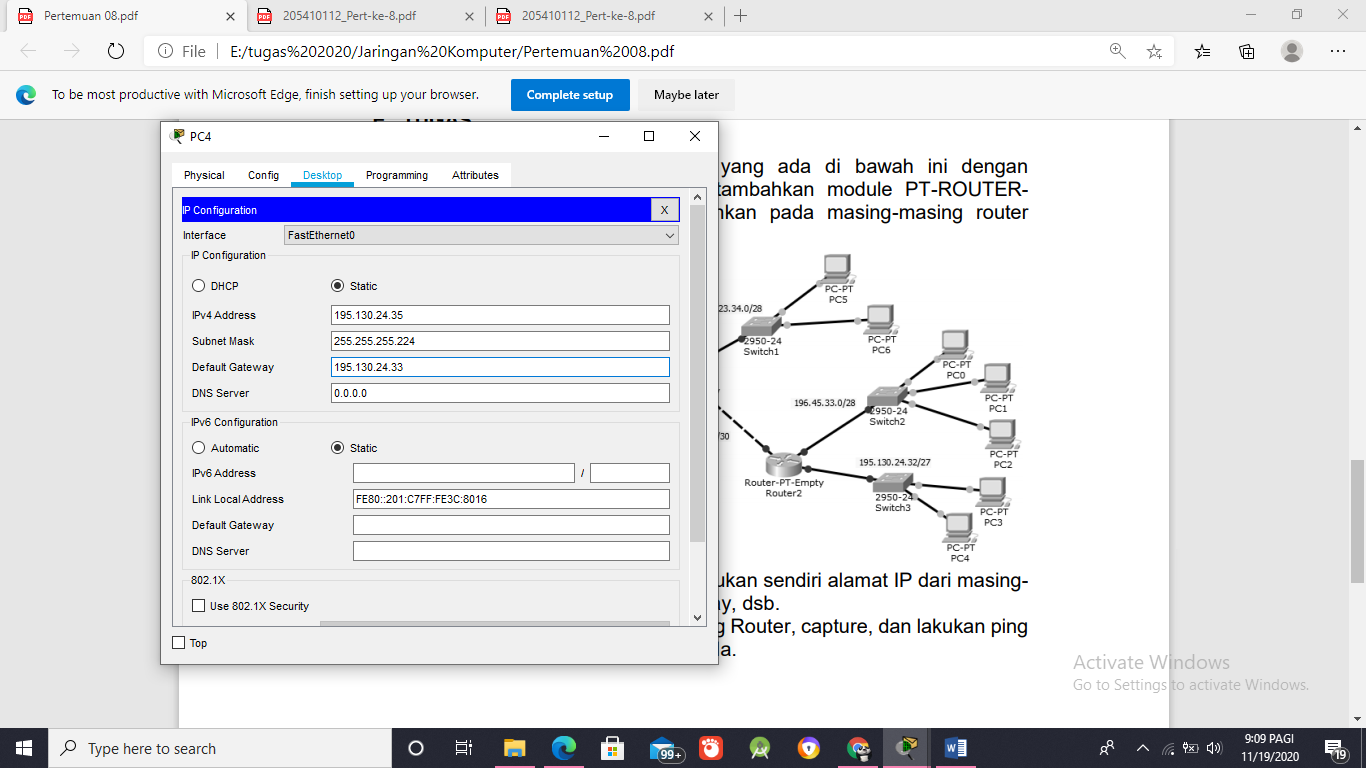 Pertemuan 08.pdf
205410112_Pert-ke-8.pdf
205410112_Pert-ke-8.pdf
File
E:/tugas%202020/Jaringan%20Komputer/Pertemuan%2008.pdf
To be most productive with Microsoft Edge, finish setting up your browser.
Complete setup
Maybe later
PC4
Physical
Config
Desktop
Programming
Attributes
IP Configuration
X
Interface
FastEthernet0
IP Configuration
DHCP
Static
IPv4 Address
195.130.24.35
Subnet Mask
255.255.255.224
Default Gateway
195.130.24.33
DNS Server
0.0.0.0
IPv6 Configuration
Automatic
Static
IPv6 Address
/
Link Local Address
FE80::201:C7FF:FE3C:8016
Default Gateway
DNS Server
802.1X
Use 802.1X Security
Top
yang ada di bawah ini dengan
tambahkan module PT-ROUTER-
nkan pada masing-masing router
23.34.0/28
PC-PT
PC5
2950-24
Switch1
PC-PT
PC6
PC-PT
PC0
196.45.33.0/28
2950-24
Switch2
PC-PT
PC1
/30
PC-PT
PC2
195.130.24.32/27
Router-PT-Empty
Router2
2950-24
Switch3
PC-PT
PC3
PC-PT
PC4
ukan sendiri alamat IP dari masing-
ay, dsb.
g Router, capture, dan lakukan ping
la.
Activate Windows
Go to Settings to activate Windows.
Type here to search
99+
9:09 PAGI
11/19/2020
19